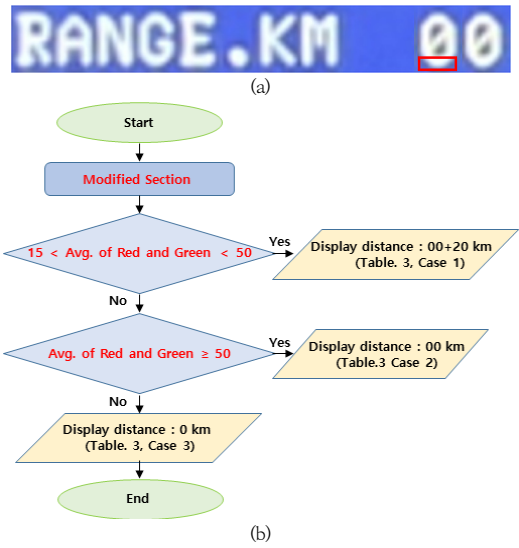 RANGE.KM 00
(a)
Start
Modified Section
15 < Avg. of Red and Green < 50
Yes
Display distance : 00+20 km
(Table. 3, Case 1)
No
Avg. of Red and Green ≥ 50
Yes
Display distance : 00 km
(Table.3 Case 2)
No
Display distance : 0 km
(Table. 3, Case 3)
End
(b)